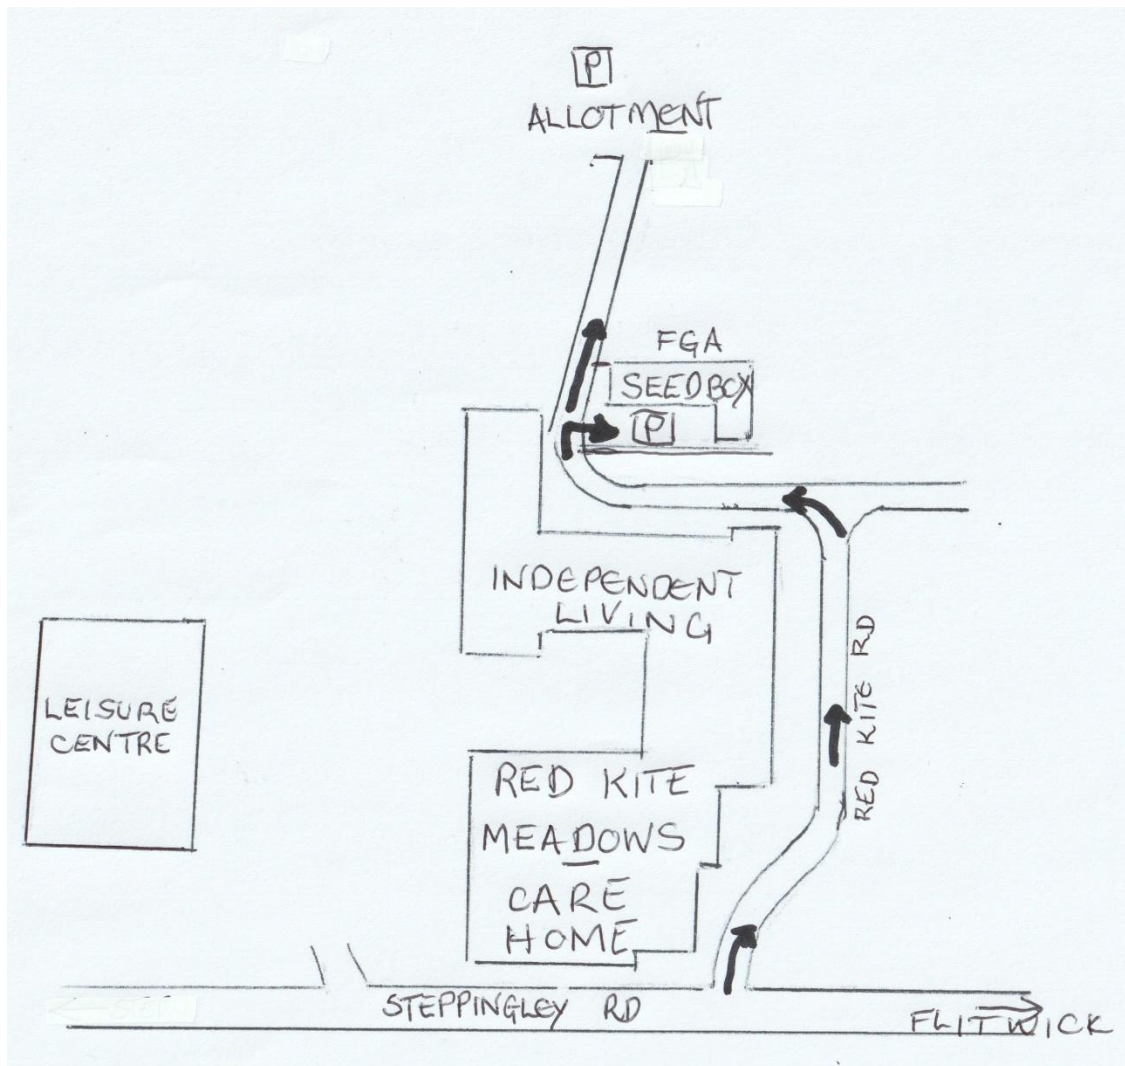 P
ALLOTMENT
FGA
SEEDBOX
P
INDEPENDENT
LIVING
RED KITE RD
LEISURE
CENTRE
RED KITE
MEADOWS
CARE
HOME
STEPPINGLEY RD
FLITWICK